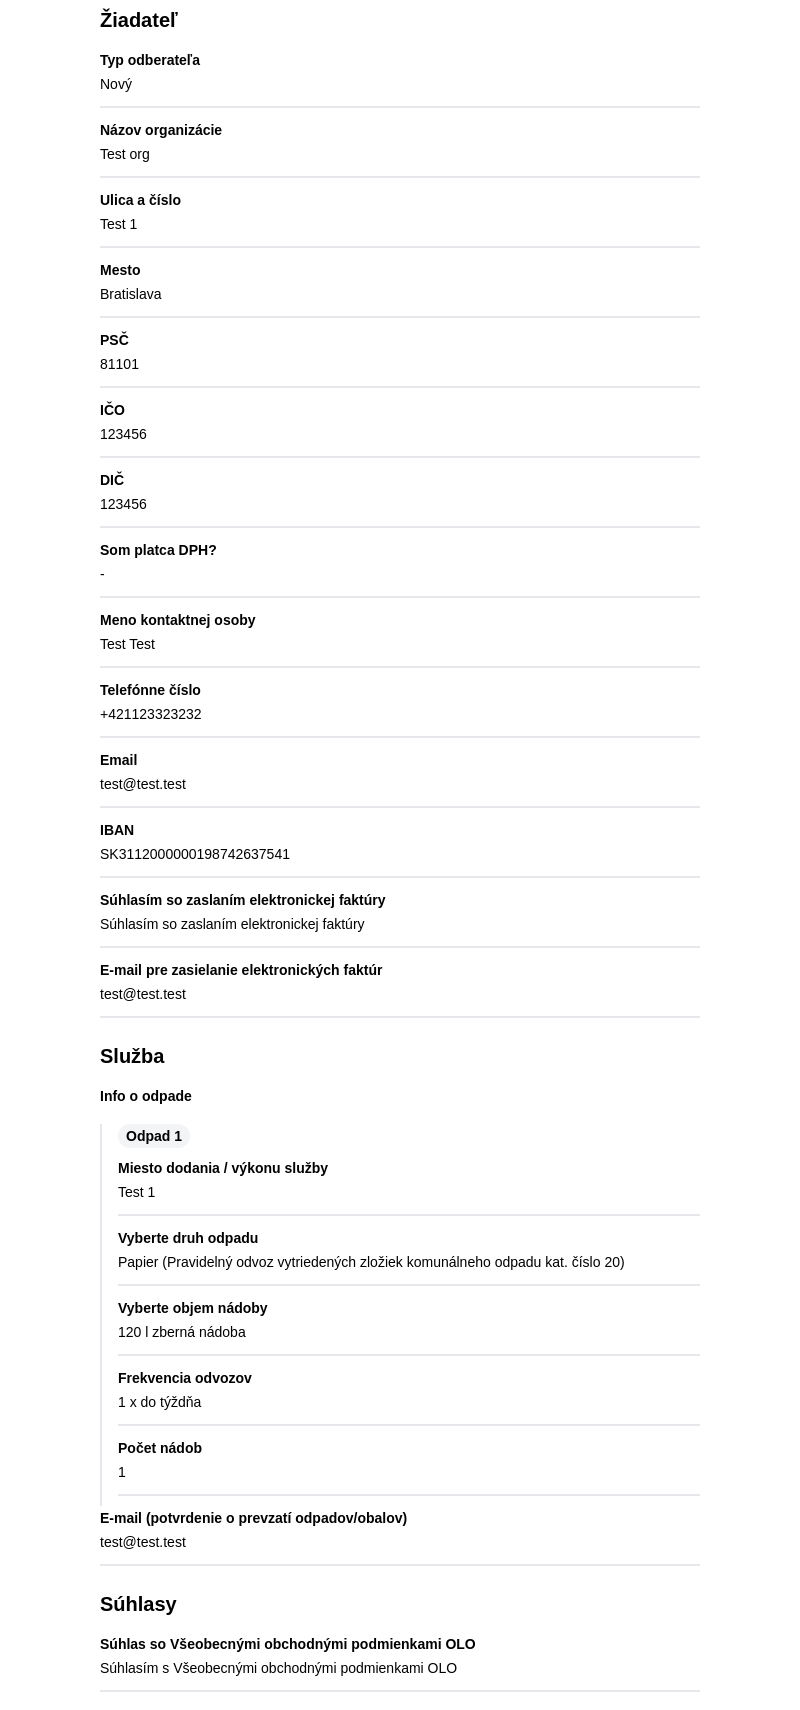 Žiadateľ
Typ odberateľa
Nový
Názov organizácie
Test org
Ulica a číslo
Test 1
Mesto
Bratislava
PSČ
81101
IČO
123456
DIČ
123456
Som platca DPH?
-
Meno kontaktnej osoby
Test Test
Telefónne číslo
+421123323232
Email
test@test.test
IBAN
SK3112000000198742637541
Súhlasím so zaslaním elektronickej faktúry
Súhlasím so zaslaním elektronickej faktúry
E-mail pre zasielanie elektronických faktúr
test@test.test
Služba
Info o odpade
Odpad 1
Miesto dodania / výkonu služby
Test 1
Vyberte druh odpadu
Papier (Pravidelný odvoz vytriedených zložiek komunálneho odpadu kat. číslo 20)
Vyberte objem nádoby
120 l zberná nádoba
Frekvencia odvozov
1 x do týždňa
Počet nádob
1
E-mail (potvrdenie o prevzatí odpadov/obalov)
test@test.test
Súhlasy
Súhlas so Všeobecnými obchodnými podmienkami OLO
Súhlasím s Všeobecnými obchodnými podmienkami OLO